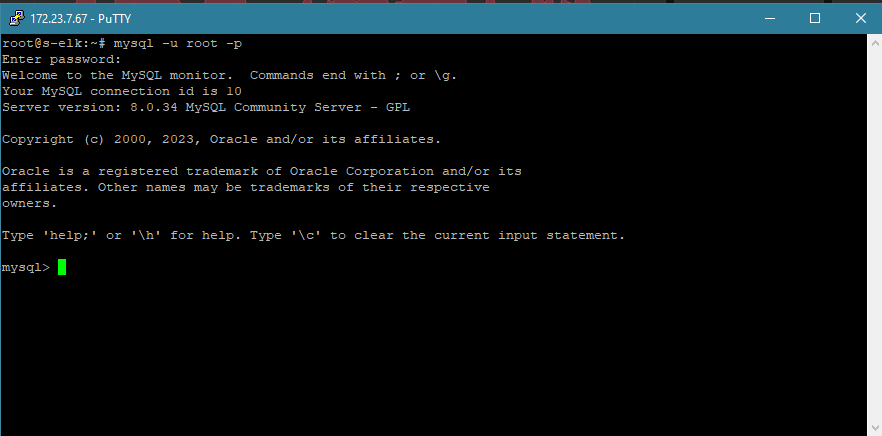 172.23.7.67 - PuTTY
root@s-elk:~# mysql -u root -p
Enter password:
Welcome to the MySQL monitor.  Commands end with ; or \g.
Your MySQL connection id is 10
Server version: 8.0.34 MySQL Community Server - GPL

Copyright (c) 2000, 2023, Oracle and/or its affiliates.

Oracle is a registered trademark of Oracle Corporation and/or its
affiliates. Other names may be trademarks of their respective
owners.

Type 'help;' or '\h' for help. Type '\c' to clear the current input statement.

mysql>